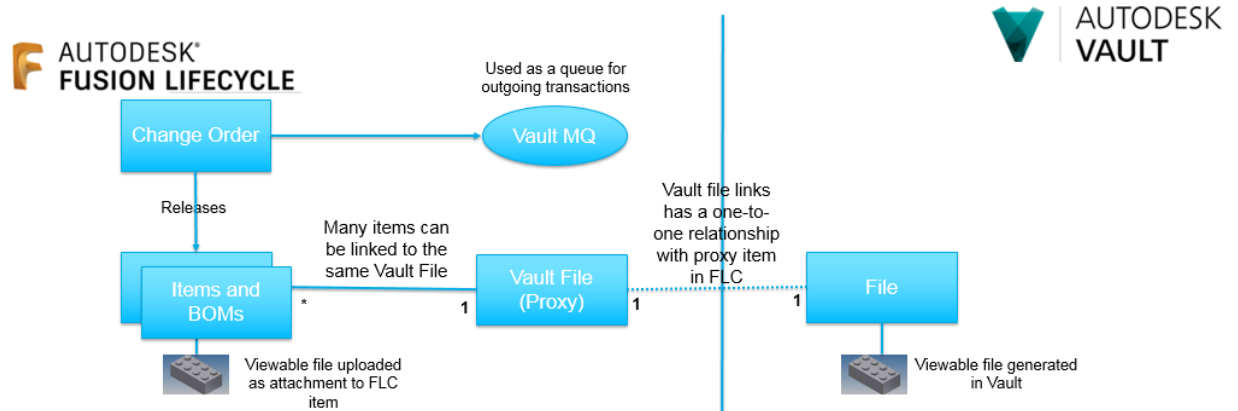 AUTODESK®
FUSION LIFECYCLE
AUTODESK
VAULT
Used as a queue for
outgoing transactions
Change Order
Vault MQ
Releases
Many items can
be linked to the
same Vault File
Vault file links
has a one-to-
one relationship
with proxy item
in FLC
Items and
BOMs
*
1
Vault File
(Proxy)
1
1
File
Viewable file uploaded
as attachment to FLC
item
Viewable file generated
in Vault